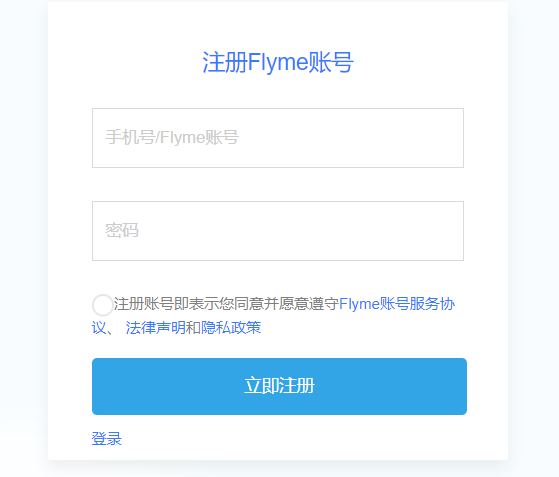 注册Flyme账号
手机号/Flyme账号
密码
注册账号即表示您同意并愿意遵守Flyme账号服务协
议、 法律声明和隐私政策
立即注册
登录